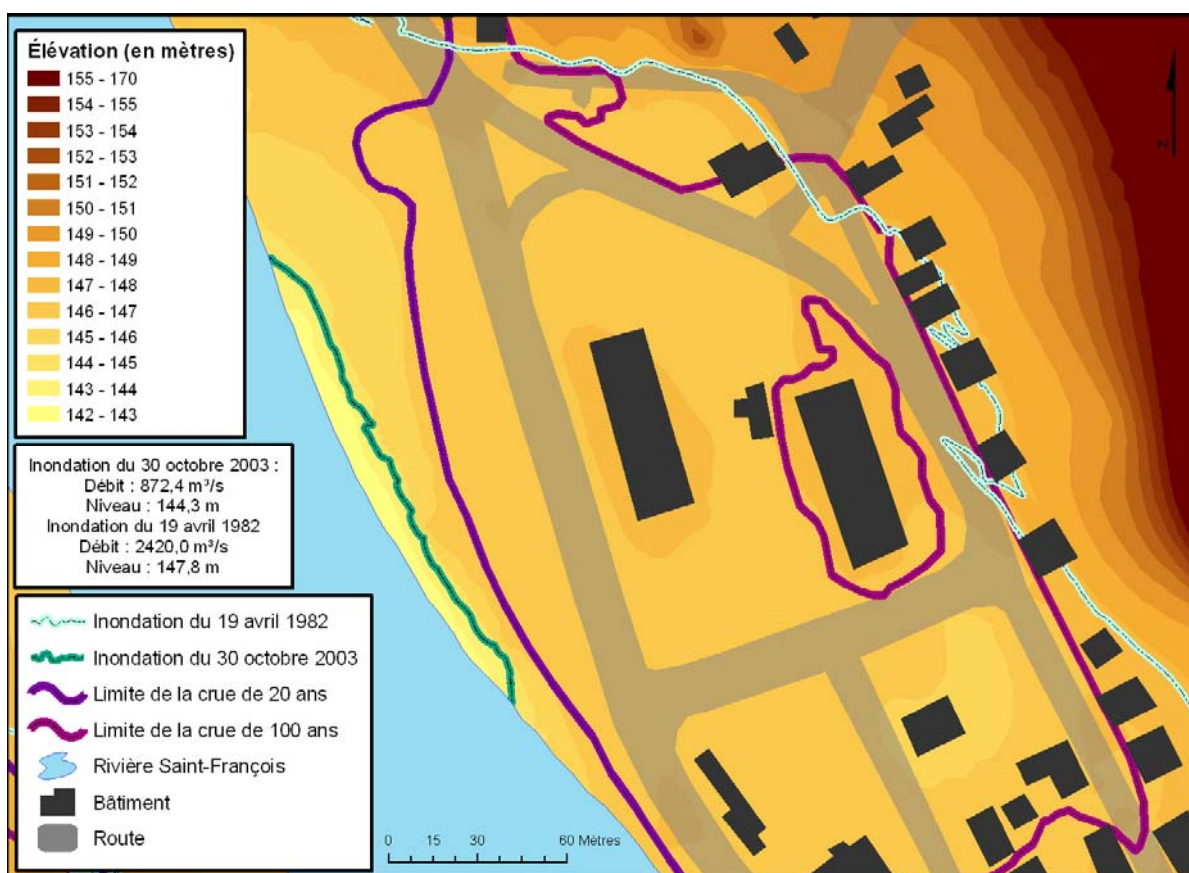 Élévation (en mètres)
155 - 170
154 - 155
153 - 154
152 - 153
151 - 152
150 - 151
149 - 150
148 - 149
147 - 148
146 - 147
145 - 146
144 - 145
143 - 144
142 - 143
Inondation du 30 octobre 2003 :
Débit : 872,4 m³/s
Niveau : 144,3 m
Inondation du 19 avril 1982
Débit : 2420,0 m³/s
Niveau : 147,8 m
Inondation du 19 avril 1982
Inondation du 30 octobre 2003
Limite de la crue de 20 ans
Limite de la crue de 100 ans
Rivière Saint-François
Bâtiment
Route
0 15 30 60 Mètres
N